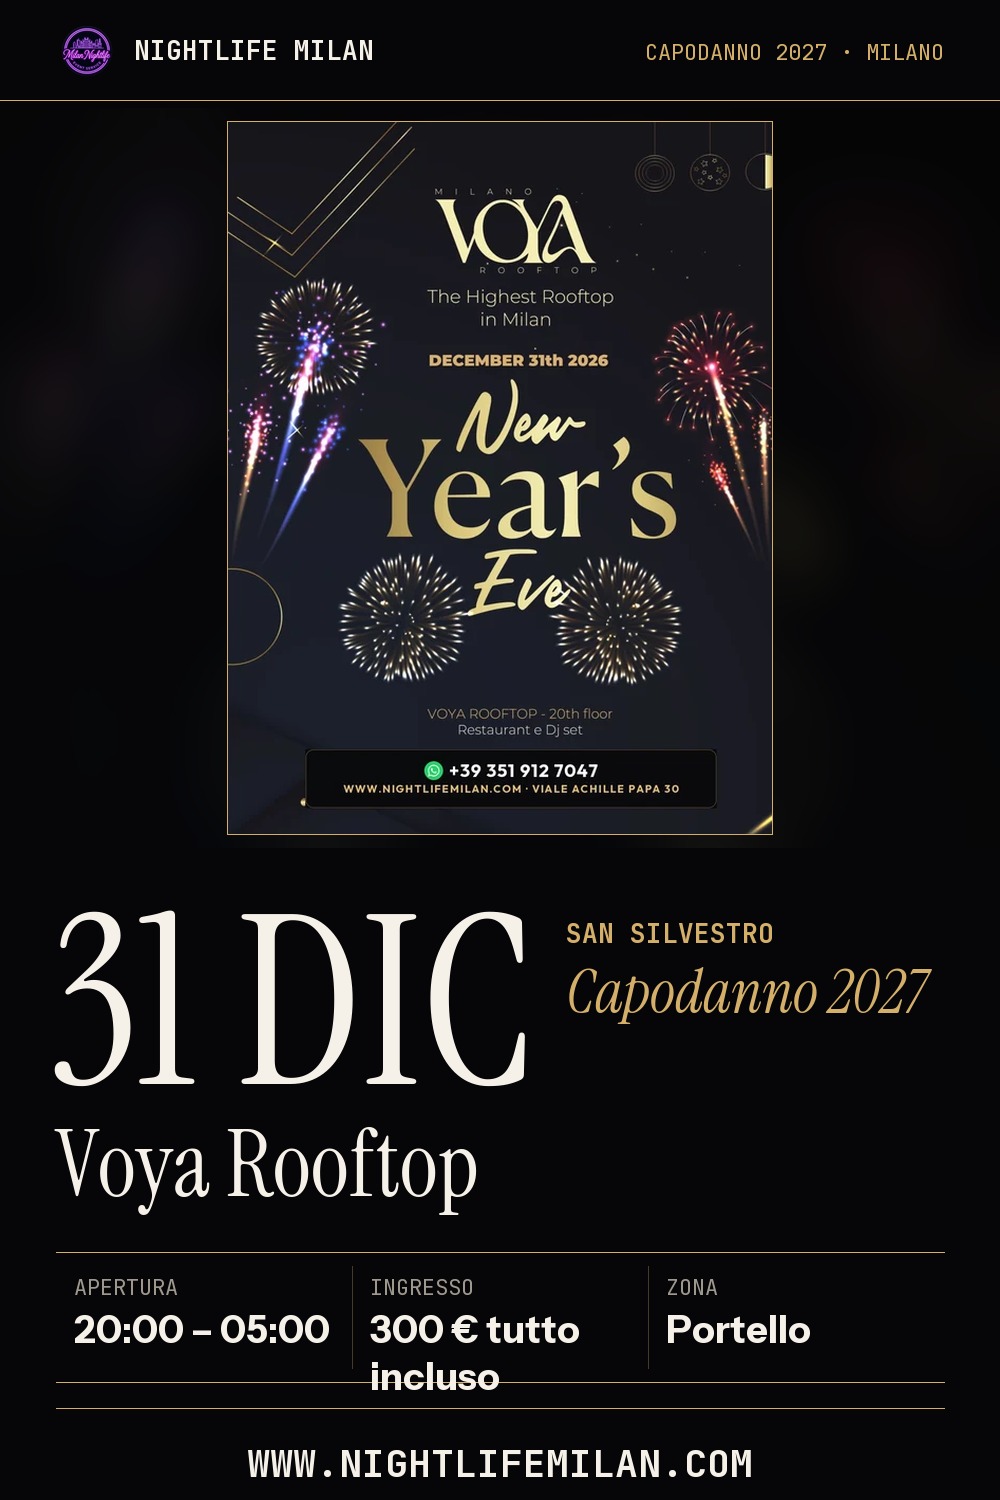 Milan Nightlife
NIGHTLIFE MILAN
CAPODANNO 2027 · MILANO
MILANO
VOYA
ROOFTOP
The Highest Rooftop
in Milan
DECEMBER 31th 2026
New
Year's
Eve
VOYA ROOFTOP - 20th floor
Restaurant e Dj set
+39 351 912 7047
WWW.NIGHTLIFEMILAN.COM · VIALE ACHILLE PAPA 30
31 DIC
SAN SILVESTRO
Capodanno 2027
Voya Rooftop
APERTURA
20:00 – 05:00
INGRESSO
300 € tutto
incluso
ZONA
Portello
WWW.NIGHTLIFEMILAN.COM